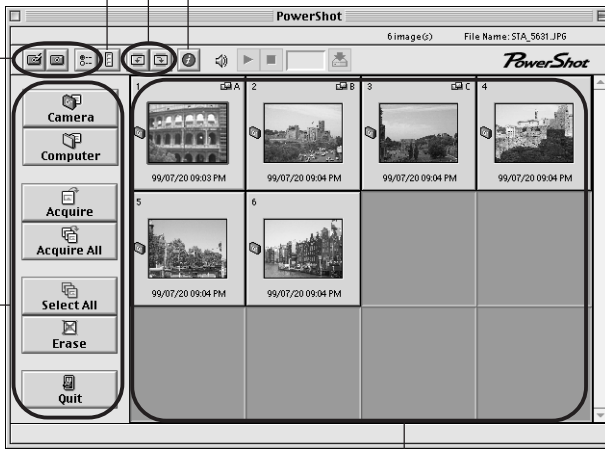 PowerShot
6 image(s) File Name: STA_5631.JPG
PowerShot
Camera
Computer
Acquire
Acquire All
Select All
Erase
Quit
1 A
99/07/20 09:03 PM
2 B
99/07/20 09:04 PM
3 C
99/07/20 09:04 PM
4
99/07/20 09:04 PM
5
99/07/20 09:04 PM
6
99/07/20 09:04 PM